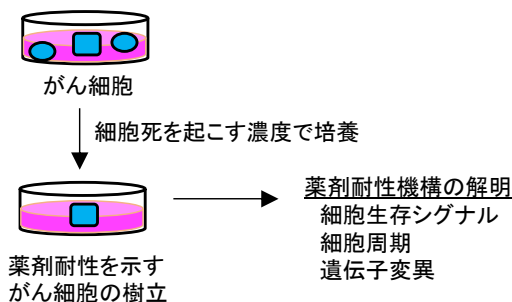 がん細胞
細胞死を起こす濃度で培養
薬剤耐性を示す
がん細胞の樹立
薬剤耐性機構の解明
細胞生存シグナル
細胞周期
遺伝子変異